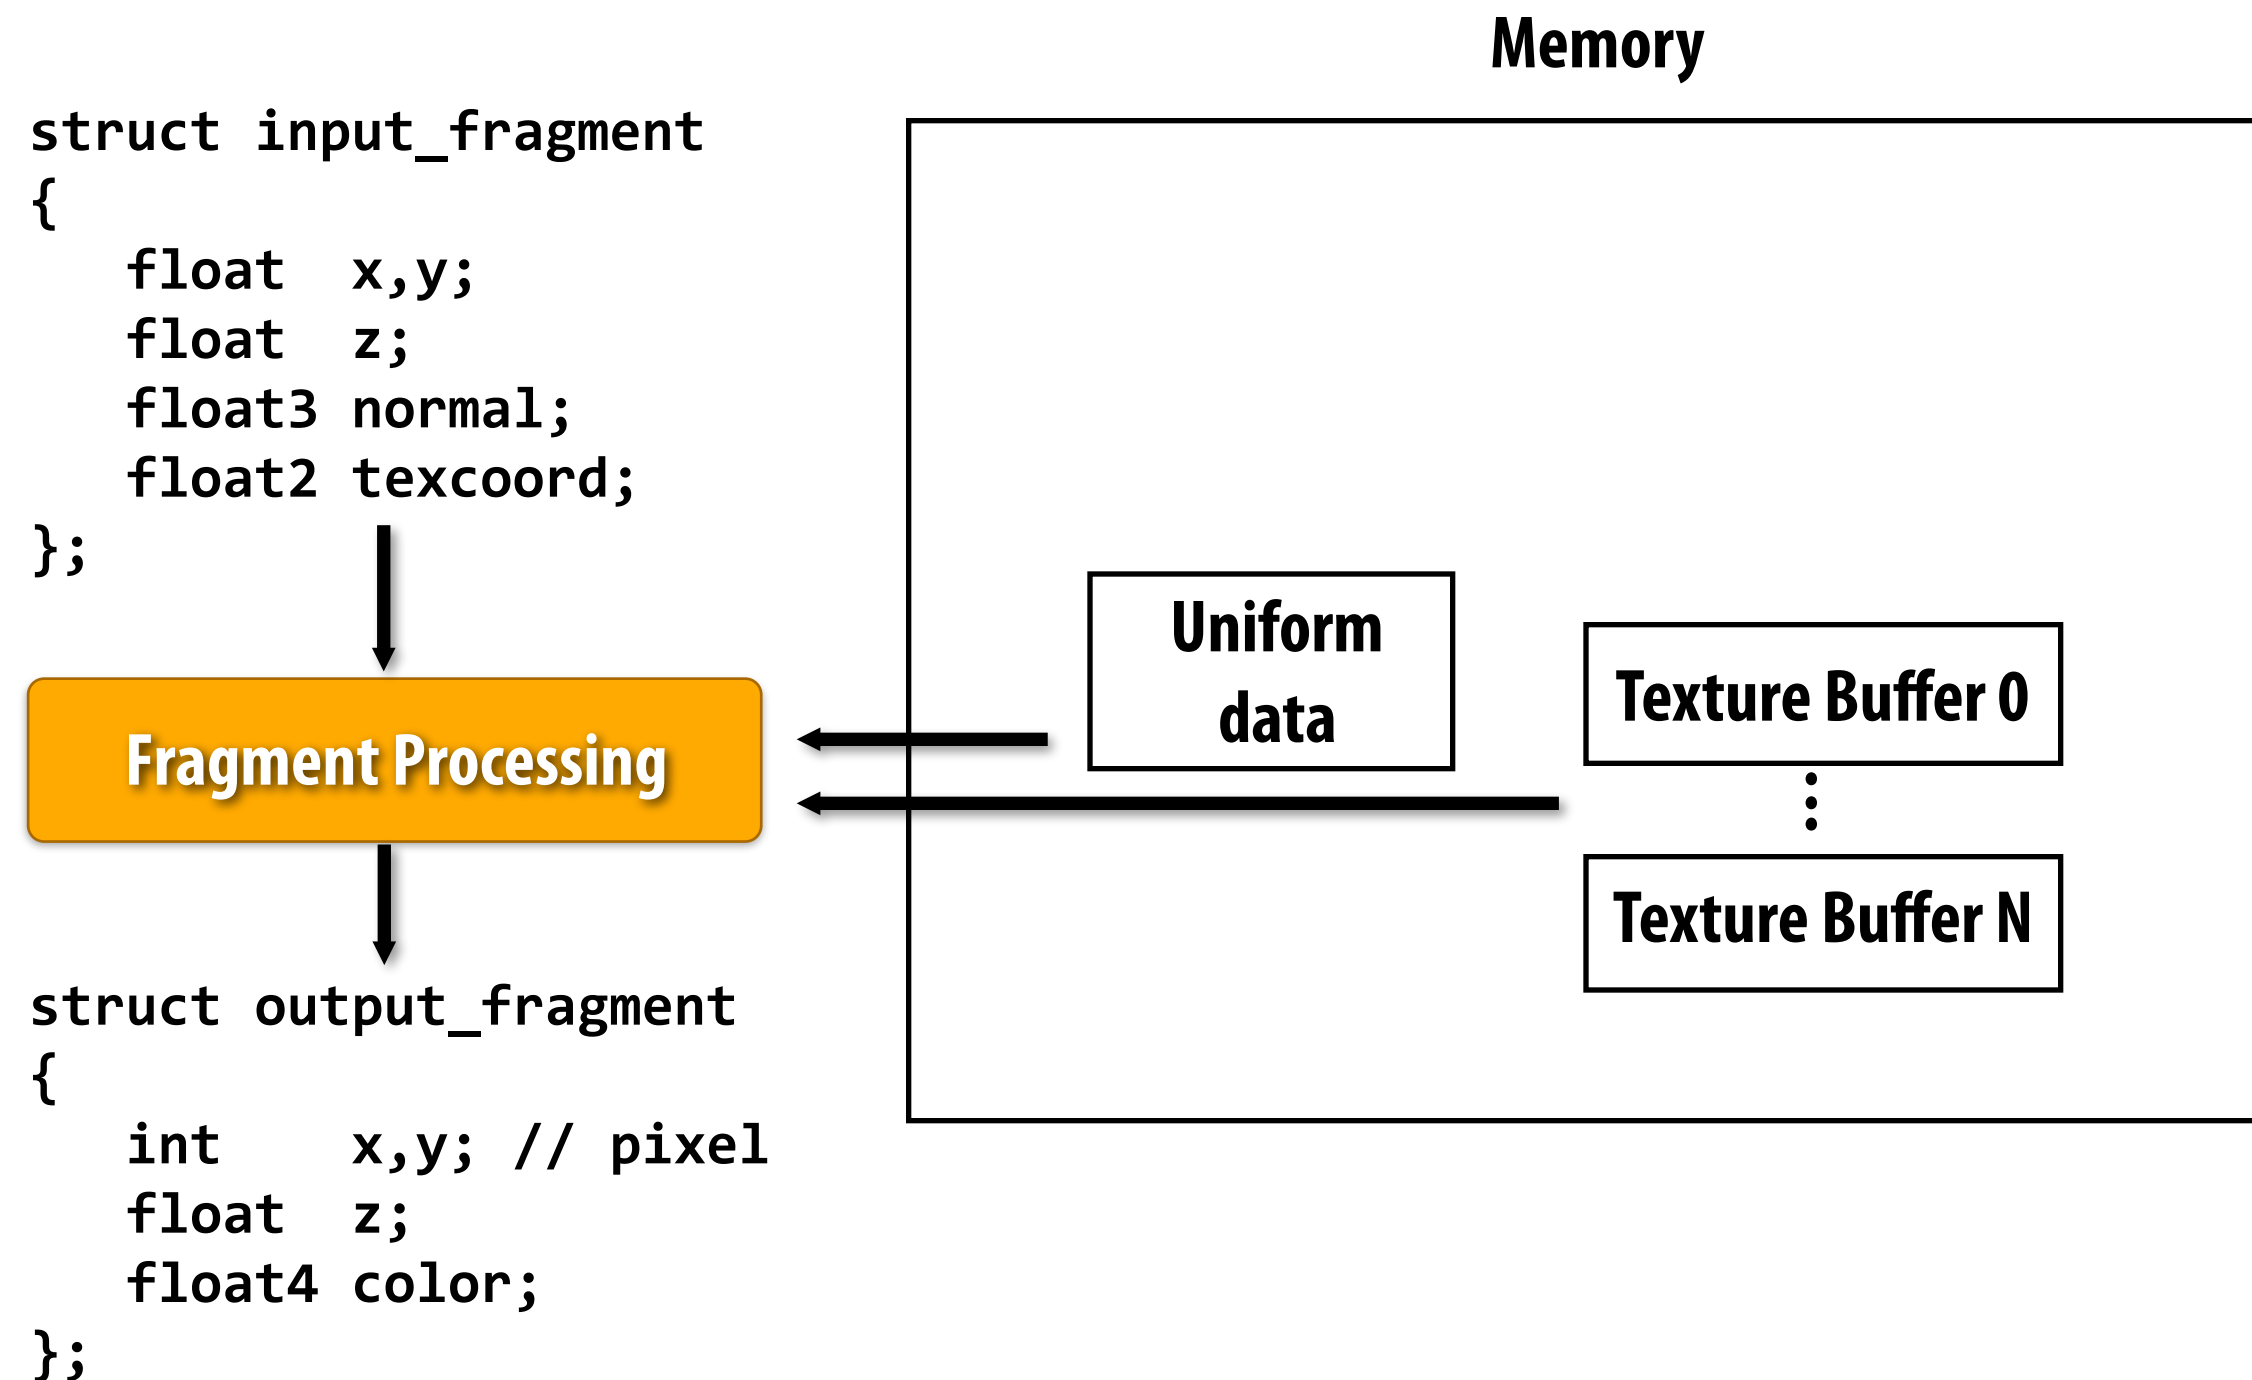 Memory
struct input_fragment
{
   float  x,y;
   float  z;
   float3 normal;
   float2 texcoord;
};
Uniform
data
Texture Buffer 0
Fragment Processing
Texture Buffer N
struct output_fragment
{
   int    x,y; // pixel
   float  z;
   float4 color;
};